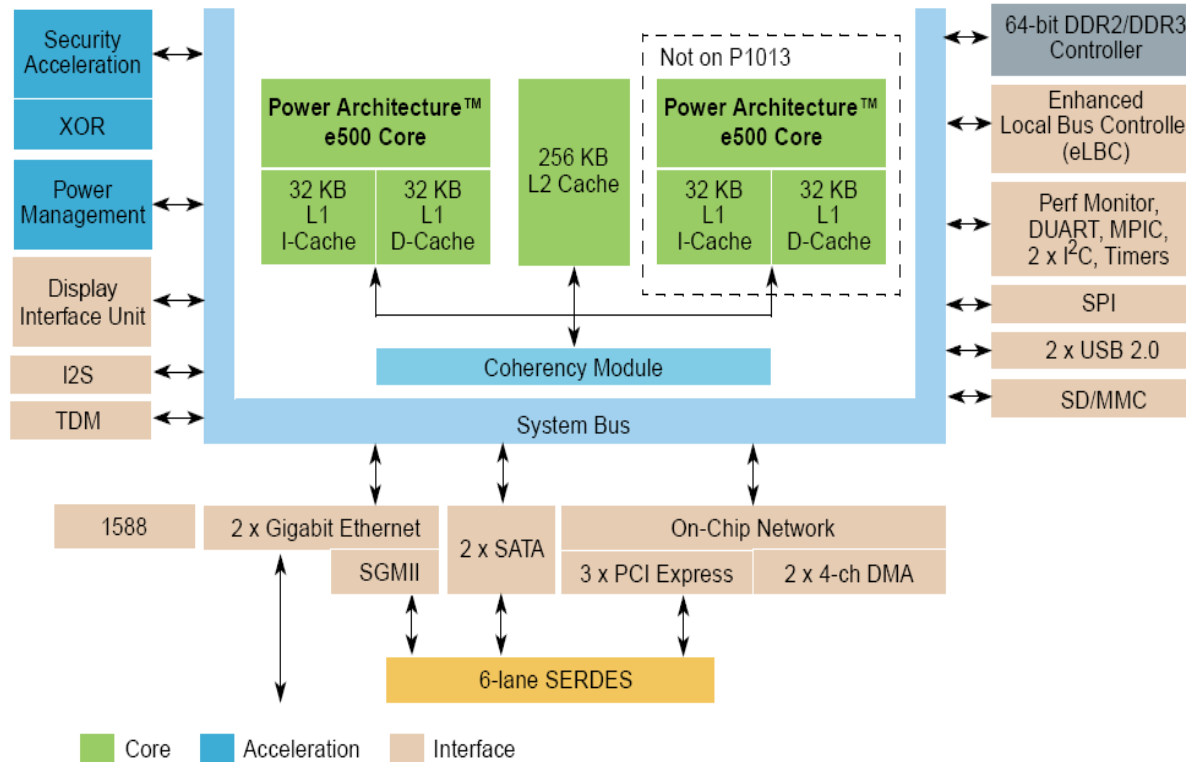 Security
Acceleration
XOR
Power
Management
Display
Interface Unit
I2S
TDM
Power Architecture™
e500 Core
32 KB
L1
I-Cache
32 KB
L1
D-Cache
256 KB
L2 Cache
Not on P1013
Power Architecture™
e500 Core
32 KB
L1
I-Cache
32 KB
L1
D-Cache
Coherency Module
System Bus
64-bit DDR2/DDR3
Controller
Enhanced
Local Bus Controlle
(eLBC)
Perf Monitor,
DUART, MPIC,
2 x I²C, Timers
SPI
2 x USB 2.0
SD/MMC
1588
2 x Gigabit Ethernet
SGMII
2 x SATA
On-Chip Network
3 x PCI Express
2 x 4-ch DMA
6-lane SERDES
Core
Acceleration
Interface